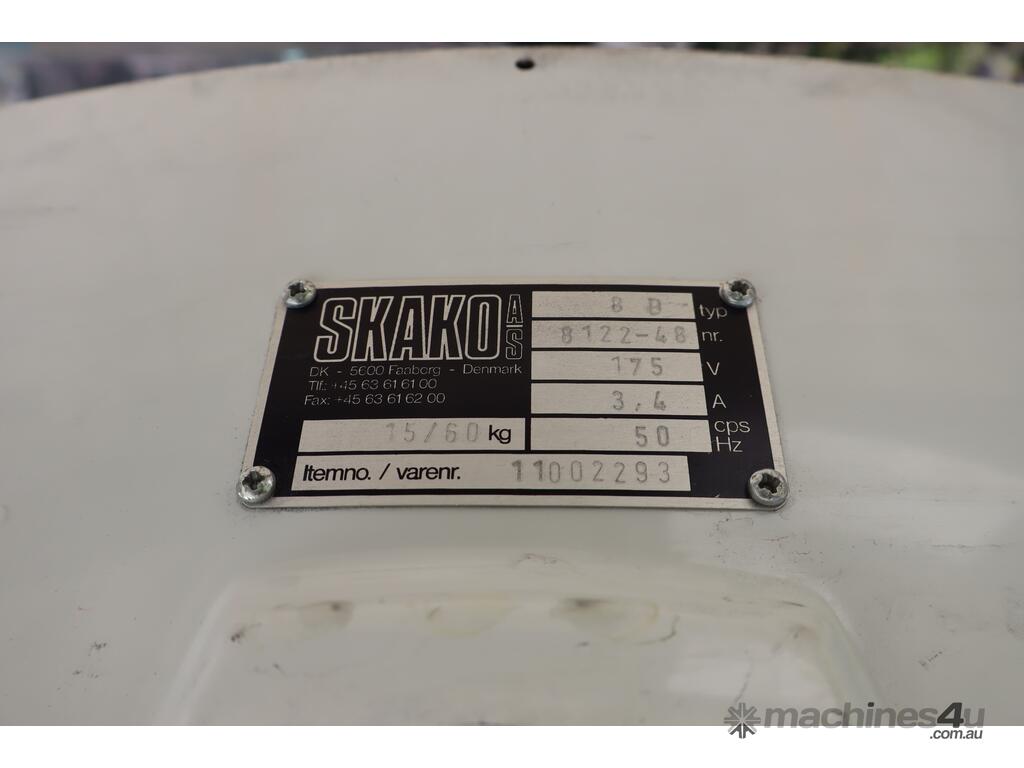 SKAKO A/S
DK - 5600 Faaborg - Denmark
Tlf.: +45 63 61 61 00
Fax: +45 63 61 62 00
8 B typ
8122-48 nr.
175 V
3,4 A
15/60 kg
50 cps Hz
Itemno. / varenr. 11002293
machines4u
.com.au